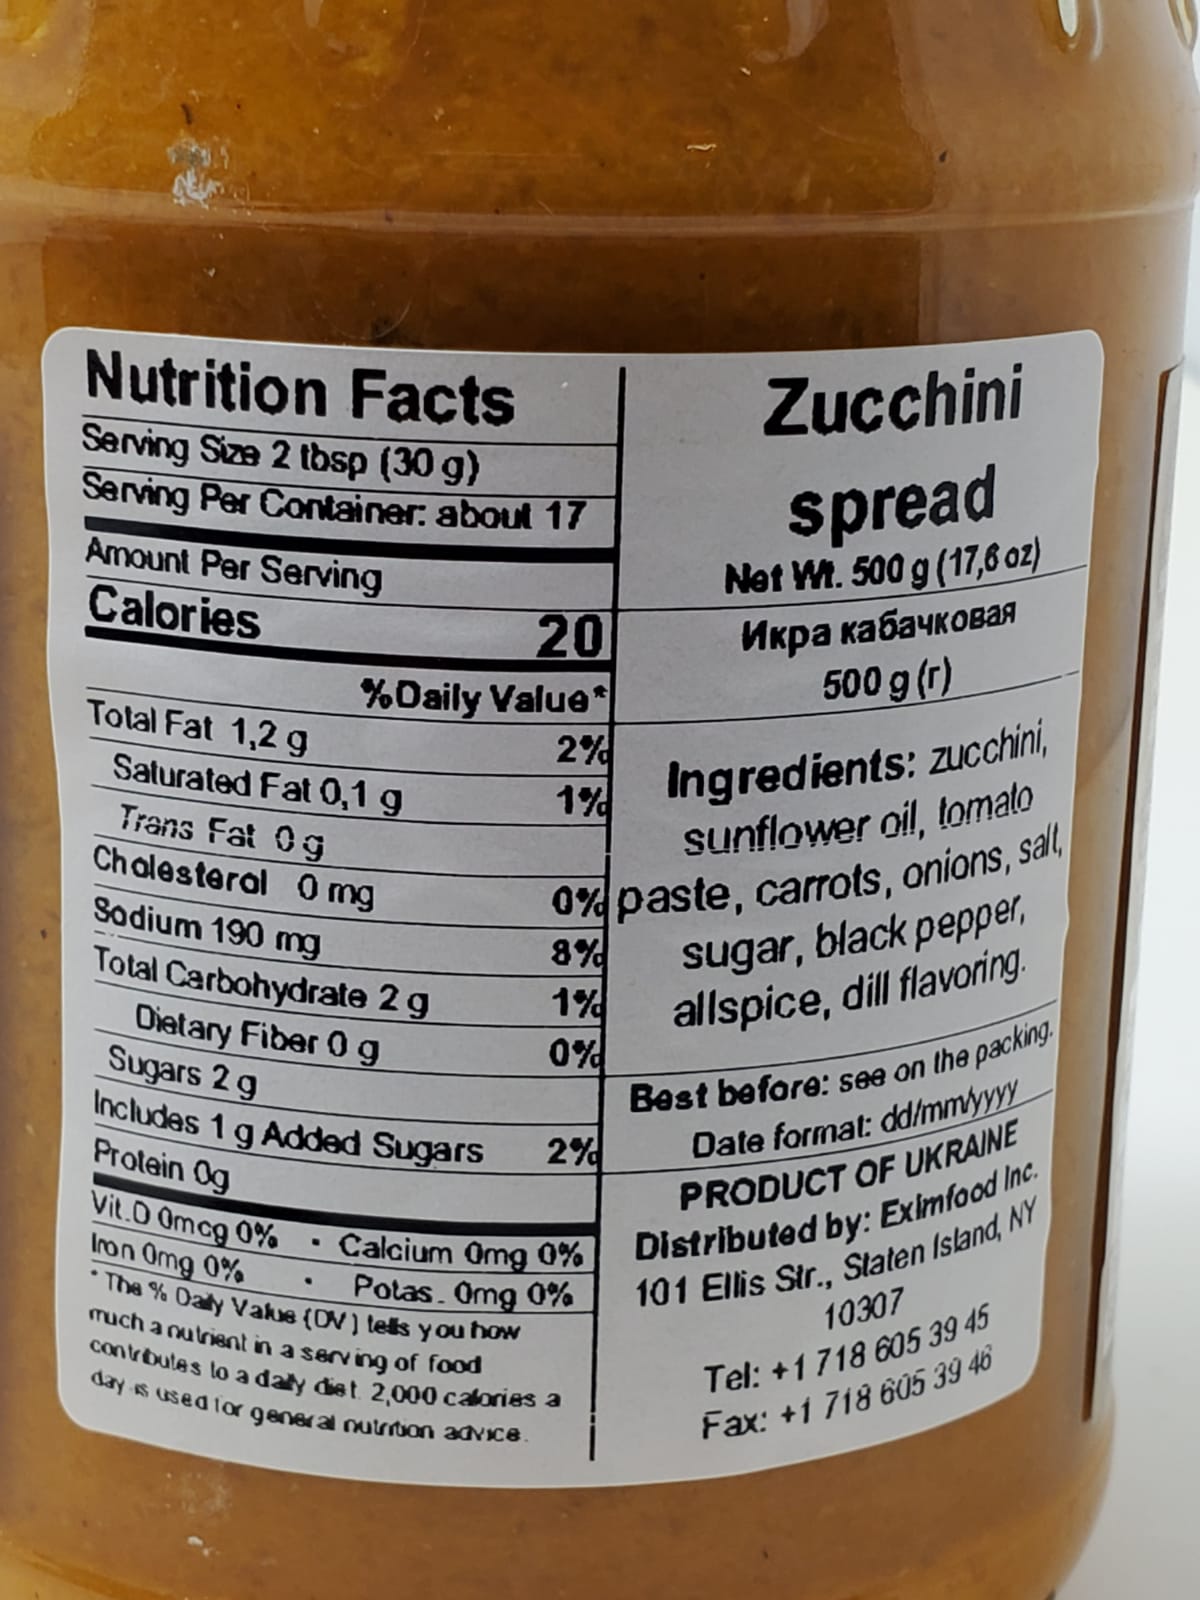 Nutrition Facts
Serving Size 2 tbsp (30 g)
Serving Per Container: about 17
Amount Per Serving
Calories 20
%Daily Value*
Total Fat 1,2 g 2%
Saturated Fat 0,1 g 1%
Trans Fat 0 g
Cholesterol 0 mg 0%
Sodium 190 mg 8%
Total Carbohydrate 2 g 1%
Dietary Fiber 0 g 0%
Sugars 2 g
Includes 1 g Added Sugars 2%
Protein 0g
Vit.D 0mcg 0% • Calcium 0mg 0%
Iron 0mg 0% • Potas. 0mg 0%
* The % Daily Value (DV) tells you how
much a nutrient in a serving of food
contributes to a daily diet. 2,000 calories a
day is used for general nutrition advice.
Zucchini
spread
Net Wt. 500 g (17,6 oz)
Икра кабачковая
500 g (г)
Ingredients: zucchini,
sunflower oil, tomato
paste, carrots, onions, salt,
sugar, black pepper,
allspice, dill flavoring.
Best before: see on the packing.
Date format: dd/mm/yyyy
PRODUCT OF UKRAINE
Distributed by: Eximfood Inc.
101 Ellis Str., Staten Island, NY
10307
Tel: +1 718 605 39 45
Fax: +1 718 605 39 46